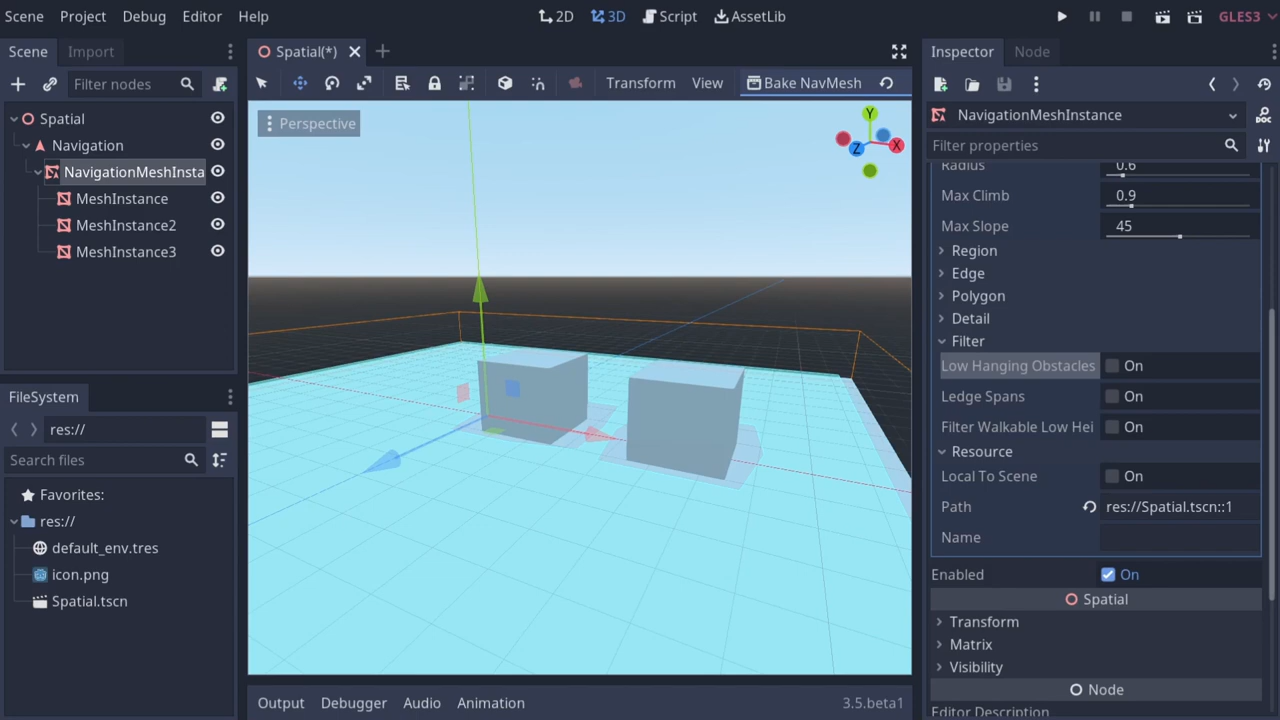 Scene Project Debug Editor Help
2D 3D Script AssetLib
GLES3
Scene Import
Filter nodes
Spatial
Navigation
NavigationMeshInsta
MeshInstance
MeshInstance2
MeshInstance3
FileSystem
res://
Search files
Favorites:
res://
default_env.tres
icon.png
Spatial.tscn
Spatial(*)
Transform View Bake NavMesh
Perspective
Y
Z
X
Output Debugger Audio Animation 3.5.beta1
Inspector Node
NavigationMeshInstance
Filter properties
Radius 0.6
Max Climb 0.9
Max Slope 45
Region
Edge
Polygon
Detail
Filter
Low Hanging Obstacles On
Ledge Spans On
Filter Walkable Low Hei On
Resource
Local To Scene On
Path res://Spatial.tscn::1
Name
Enabled On
Spatial
Transform
Matrix
Visibility
Node
Editor Description